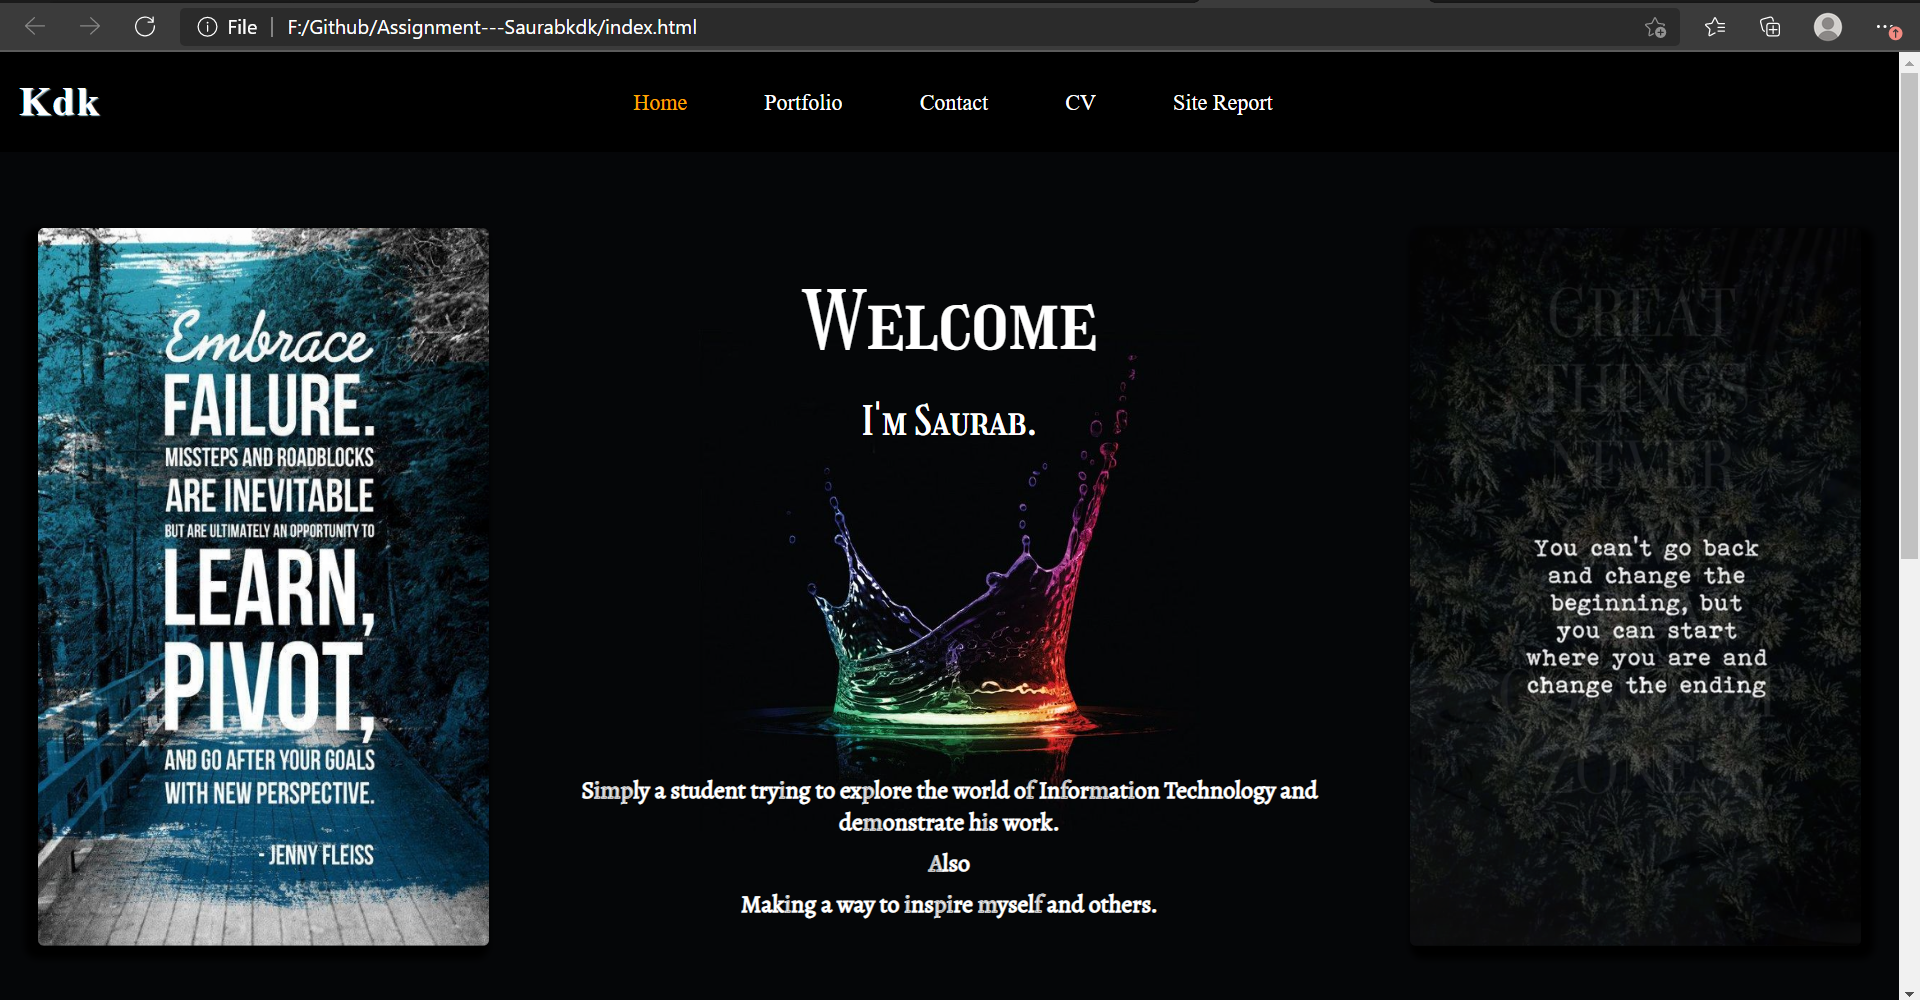 File
F:/Github/Assignment---Saurabkdk/index.html
Kdk
Home
Portfolio
Contact
CV
Site Report
Embrace
FAILURE.
MISSTEPS AND ROADBLOCKS
ARE INEVITABLE
BUT ARE ULTIMATELY AN OPPORTUNITY TO
LEARN,
PIVOT,
AND GO AFTER YOUR GOALS
WITH NEW PERSPECTIVE.
- JENNY FLEISS
Welcome
I'm Saurab.
Simply a student trying to explore the world of Information Technology and
demonstrate his work.
Also
Making a way to inspire myself and others.
GREAT
THINGS
NEVER
You can't go back
and change the
beginning, but
you can start
where you are and
change the ending
ZONE